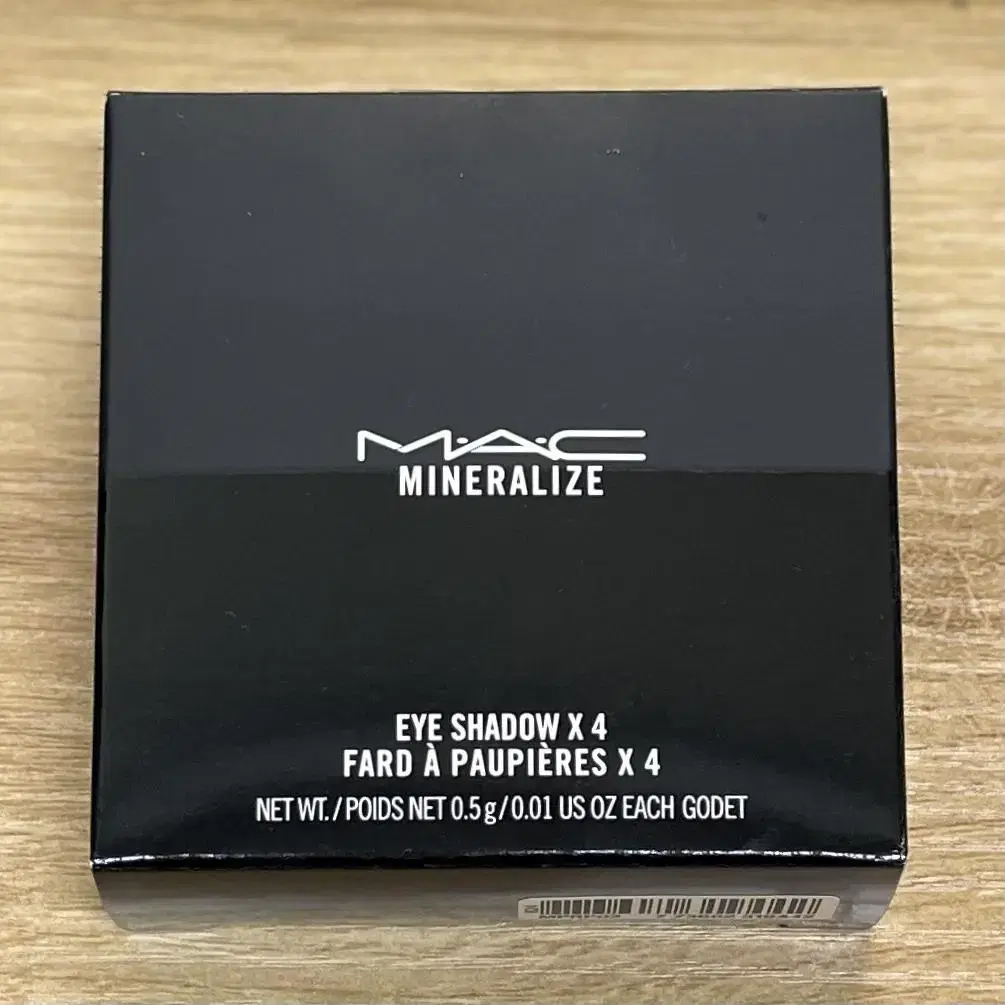 M·A·C
MINERALIZE
EYE SHADOW X 4
FARD À PAUPIÈRES X 4
NET WT. / POIDS NET 0.5 g / 0.01 US OZ EACH GODET